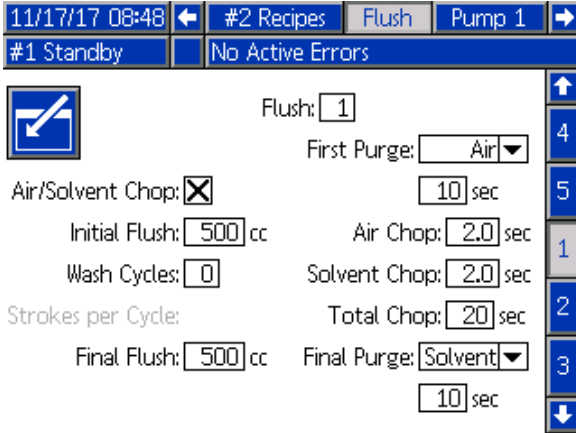 11/17/17 08:48 #2 Recipes Flush Pump 1
#1 Standby No Active Errors
Flush: 1
First Purge: Air
Air/Solvent Chop: 10 sec
Initial Flush: 500 cc Air Chop: 2.0 sec
Wash Cycles: 0 Solvent Chop: 2.0 sec
Strokes per Cycle: Total Chop: 20 sec
Final Flush: 500 cc Final Purge: Solvent
10 sec
4
5
1
2
3